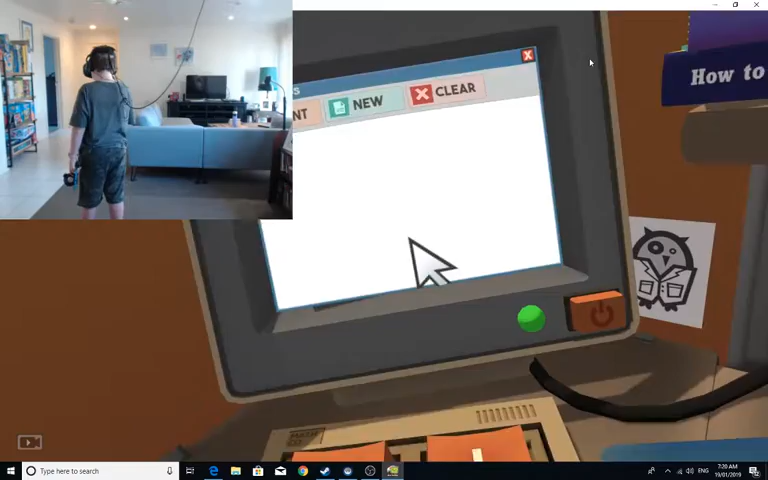 S
NT
NEW
CLEAR
How to
Type here to search
ENG
7:20 AM
19/01/2019